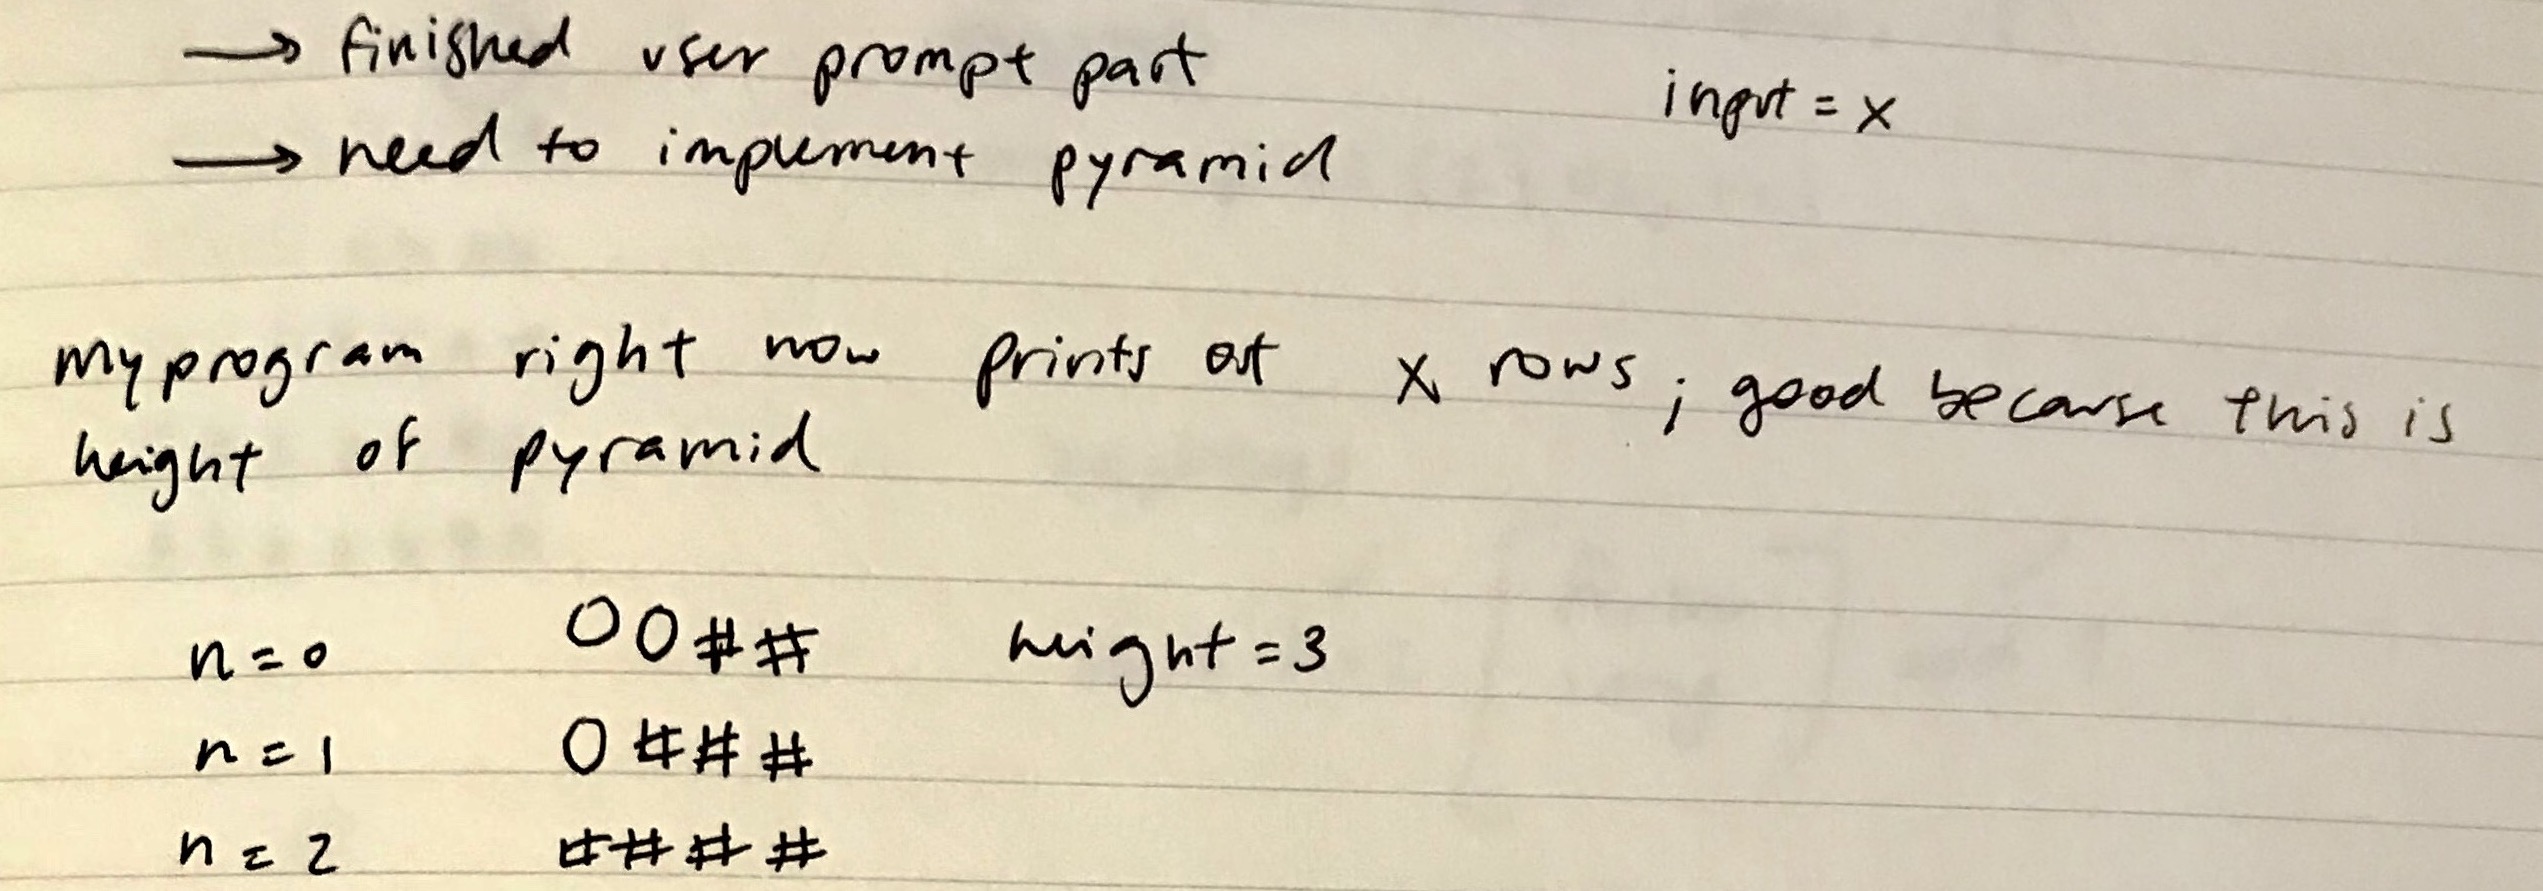 → finished user prompt part
input = x
→ need to implement pyramid
my program right now prints out x rows ; good because this is
height of pyramid
n = 0 OO## height = 3
n = 1 O###
n = 2 ####